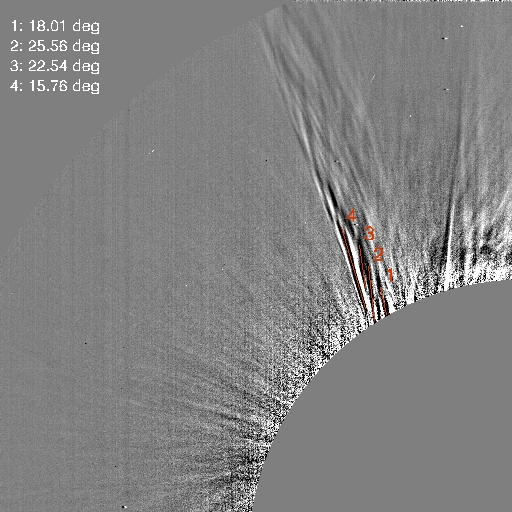 1: 18.01 deg
2: 25.56 deg
3: 22.54 deg
4: 15.76 deg
4
3
2
1